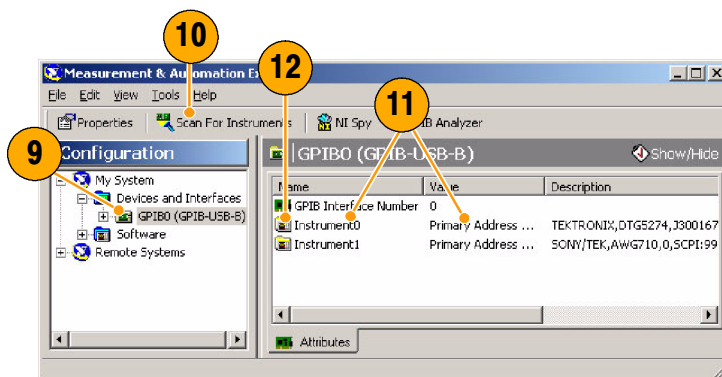 10
12
Measurement & Automation E
11
File Edit View Tools Help
Properties Scan For Instruments NI Spy B Analyzer
9
Configuration
GPIB0 (GPIB-USB-B)
Show/Hide
My System
Devices and Interfaces
GPIB0 (GPIB-USB-B)
Software
Remote Systems
Name Value Description
GPIB Interface Number 0
Instrument0 Primary Address ... TEKTRONIX,DTG5274,J300167
Instrument1 Primary Address ... SONY/TEK,AWG710,0,SCPI:99
Attributes